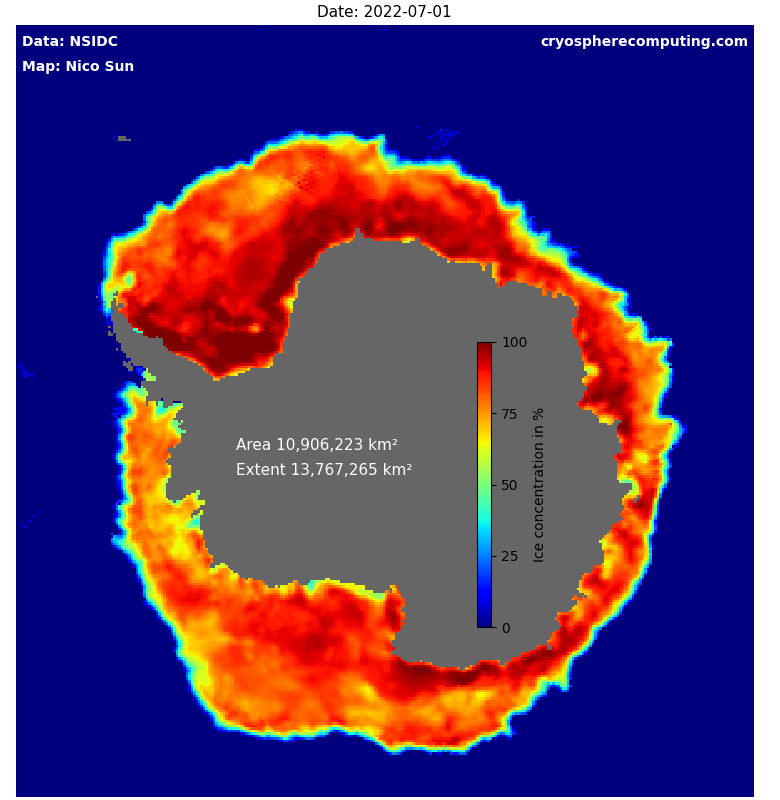 Date: 2022-07-01
Data: NSIDC
cryospherecomputing.com
Map: Nico Sun
Area 10,906,223 km²
Extent 13,767,265 km²
100
75
50
25
0
Ice concentration in %